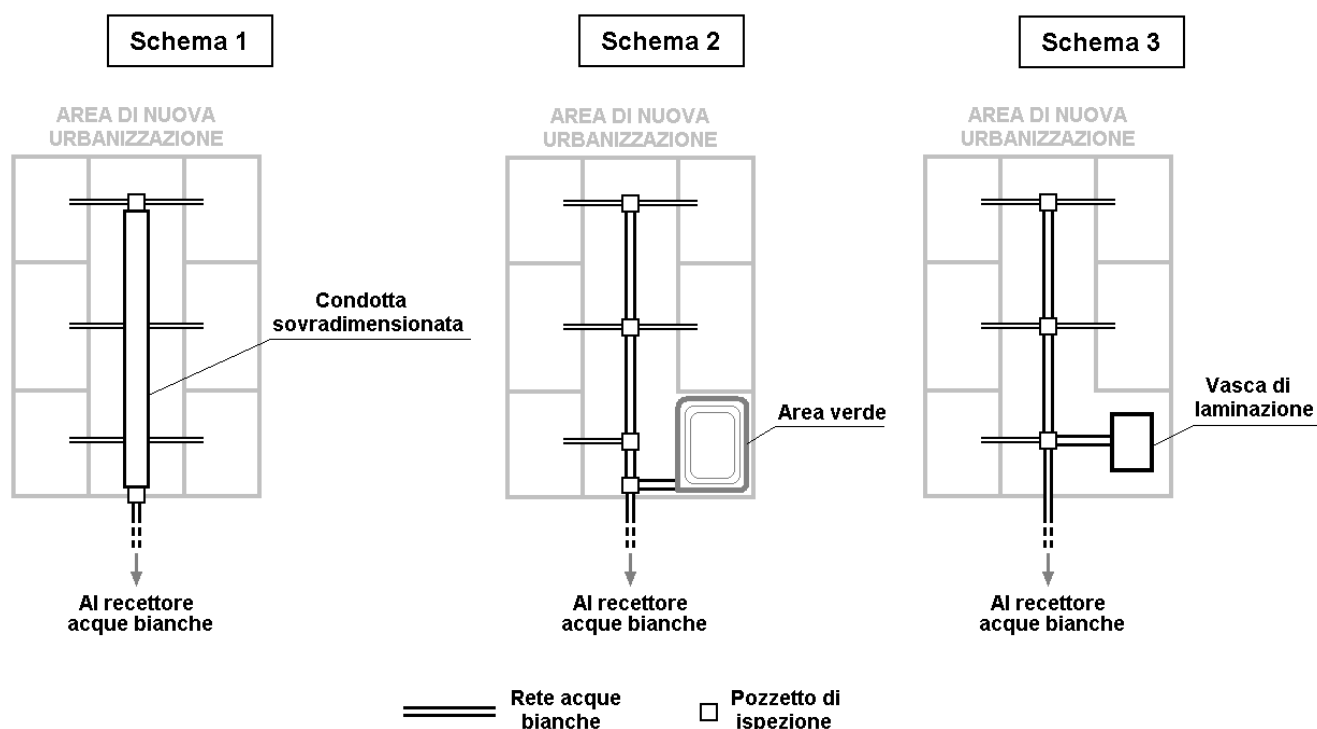 Schema 1
AREA DI NUOVA
URBANIZZAZIONE
Condotta
sovradimensionata
Al recettore
acque bianche
Schema 2
AREA DI NUOVA
URBANIZZAZIONE
Area verde
Al recettore
acque bianche
Schema 3
AREA DI NUOVA
URBANIZZAZIONE
Vasca di
laminazione
Al recettore
acque bianche
Rete acque
bianche
Pozzetto di
ispezione